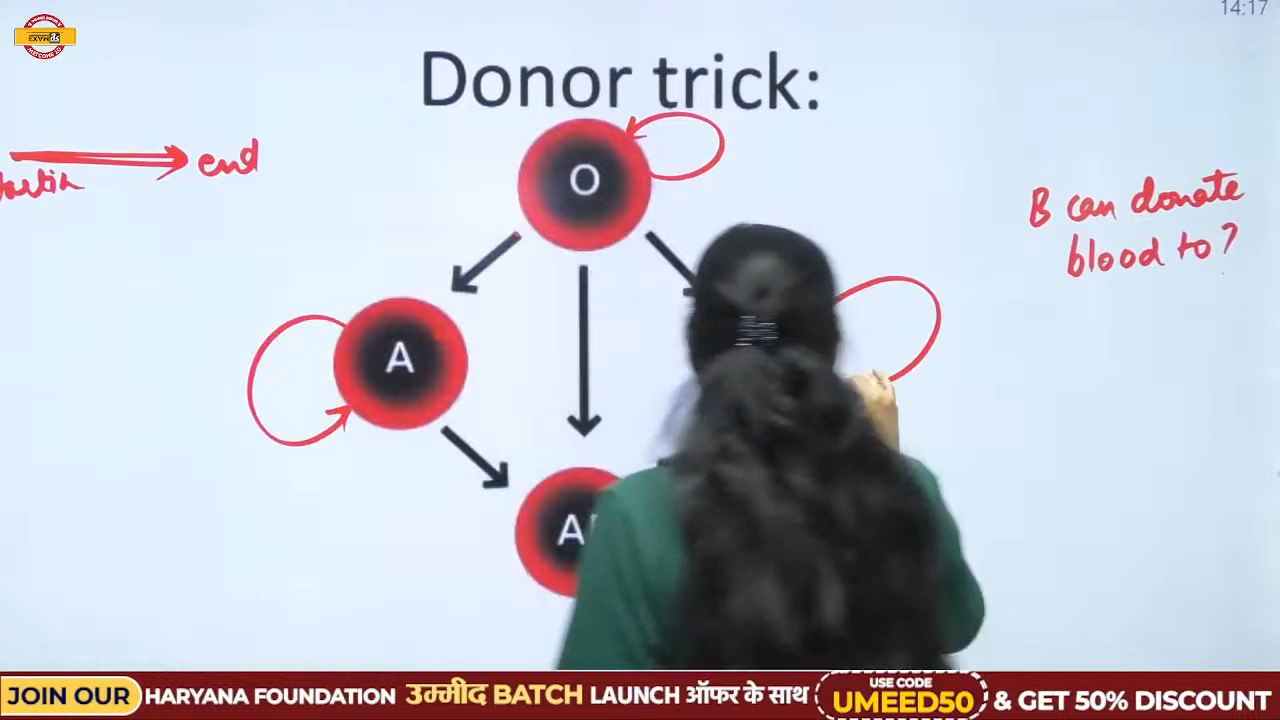 14:17
Donor trick:
O
end
B can donate
blood to?
A
A
JOIN OUR HARYANA FOUNDATION उम्मीद BATCH LAUNCH ऑफर के साथ USE CODE UMEED50 & GET 50% DISCOUNT